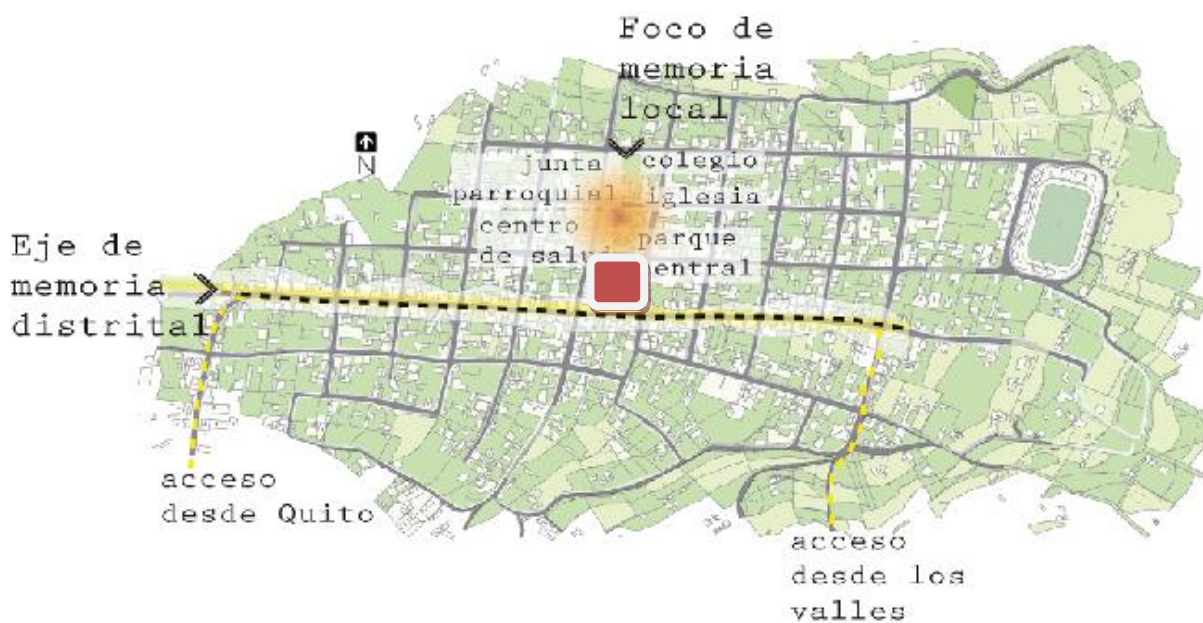 Foco de
memoria
local
N
junta
parroquial
centro
de salud
colegio
iglesia
parque
entral
Eje de
memoria
distrital
acceso
desde Quito
acceso
desde los
valles